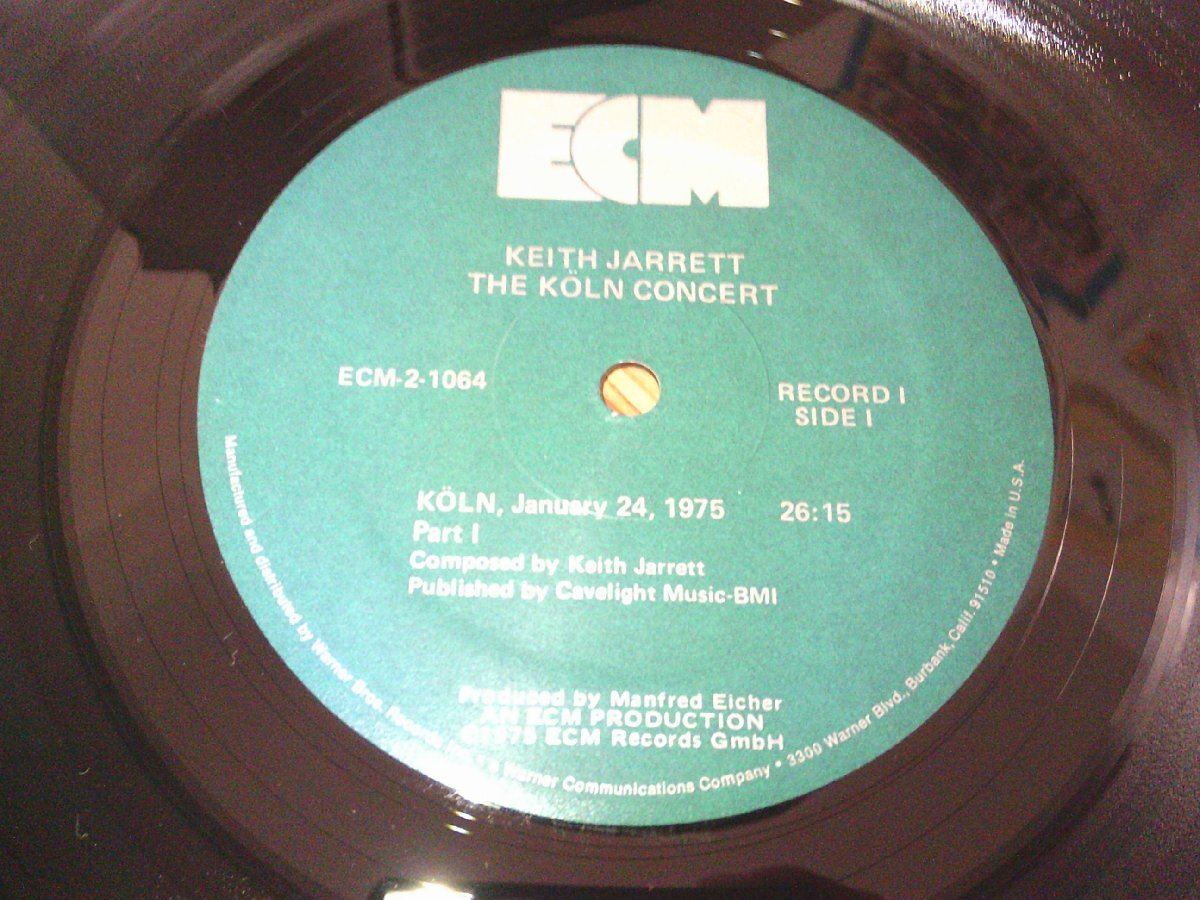 ECM
KEITH JARRETT
THE KÖLN CONCERT
ECM-2-1064
RECORD I
SIDE I
KÖLN, January 24, 1975 26:15
Part I
Composed by Keith Jarrett
Published by Cavelight Music-BMI
Produced by Manfred Eicher
AN ECM PRODUCTION
ECM Records GmbH
Manufactured and distributed by Warner Bros. Records a Warner Communications Company • 3300 Warner Blvd., Burbank, Calif. 91510 • Made in U.S.A.